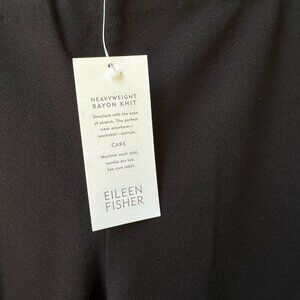 HEAVYWEIGHT
RAYON KNIT
Structure with the ease
of stretch. The perfect
wear anywhere—
washable!—bottom.
CARE
Machine wash cold,
tumble dry low.
See care label.
EILEEN
FISHER